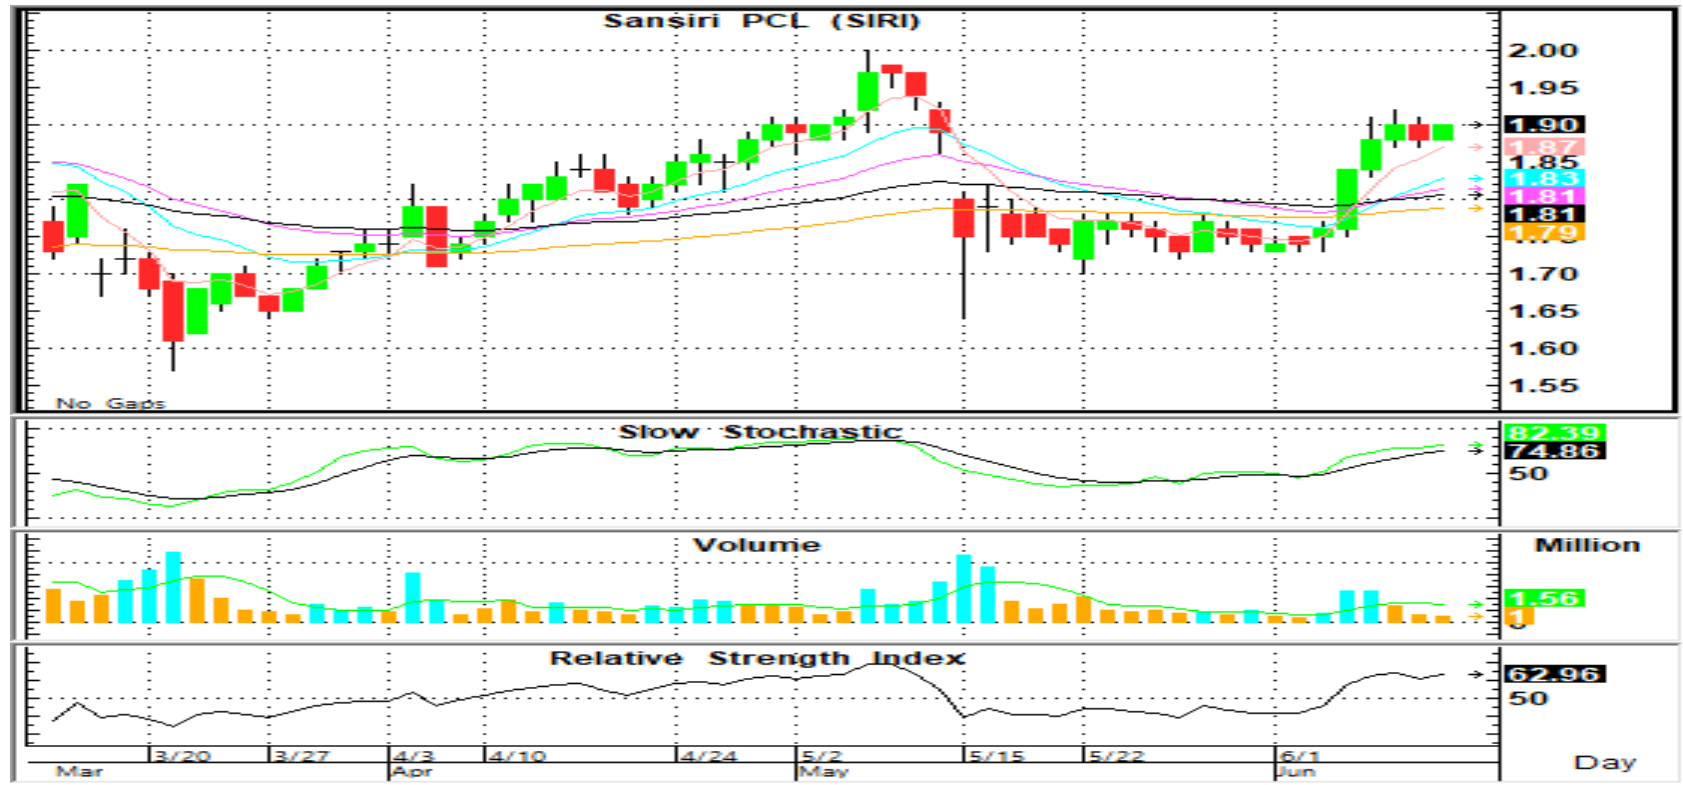 Sansiri PCL (SIRI)
2.00
1.95
1.90
1.87
1.85
1.83
1.81
1.81
1.79
1.70
1.65
1.60
1.55
No Gaps
Slow Stochastic
82.39
74.86
50
Volume
Million
1.56
1
0
Relative Strength Index
62.96
50
3/20 3/27 4/3 4/10 4/24 5/2 5/15 5/22 6/1
Mar Apr May Jun
Day